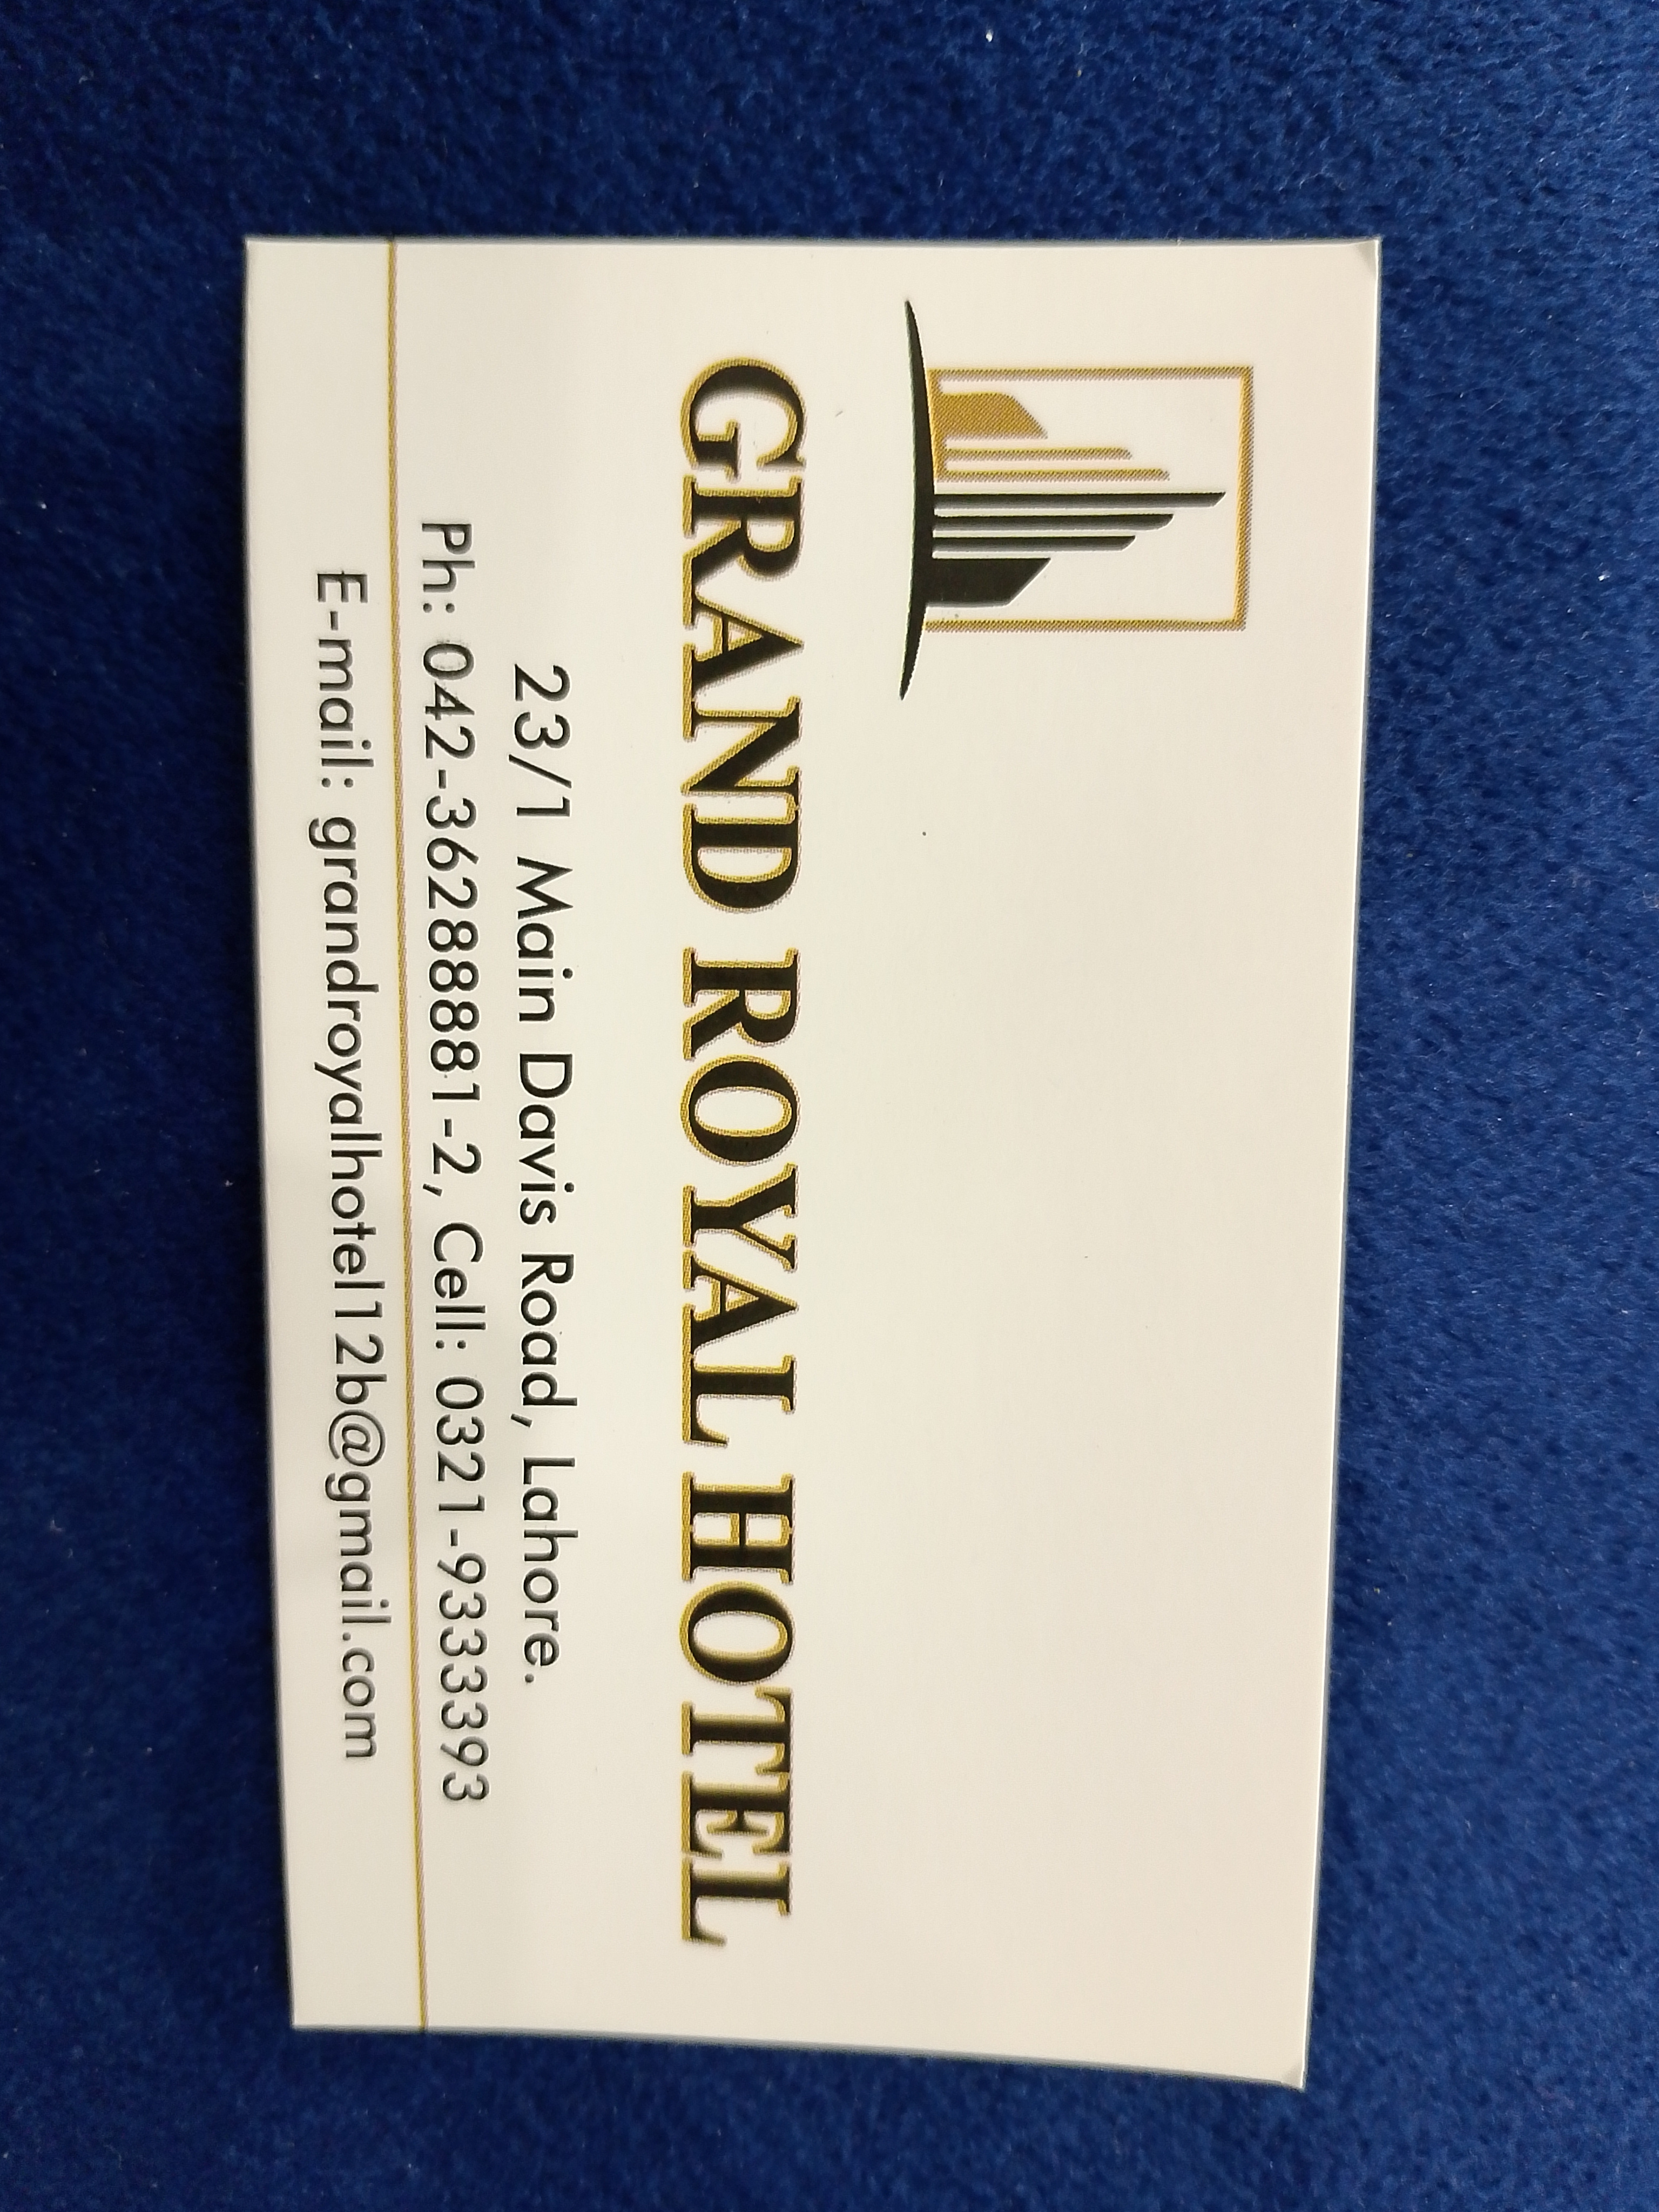 GRAND ROYAL HOTEL
23/1 Main Davis Road, Lahore.
Ph: 042-36288881-2, Cell: 0321-9333393
E-mail: grandroyalhotel12b@gmail.com